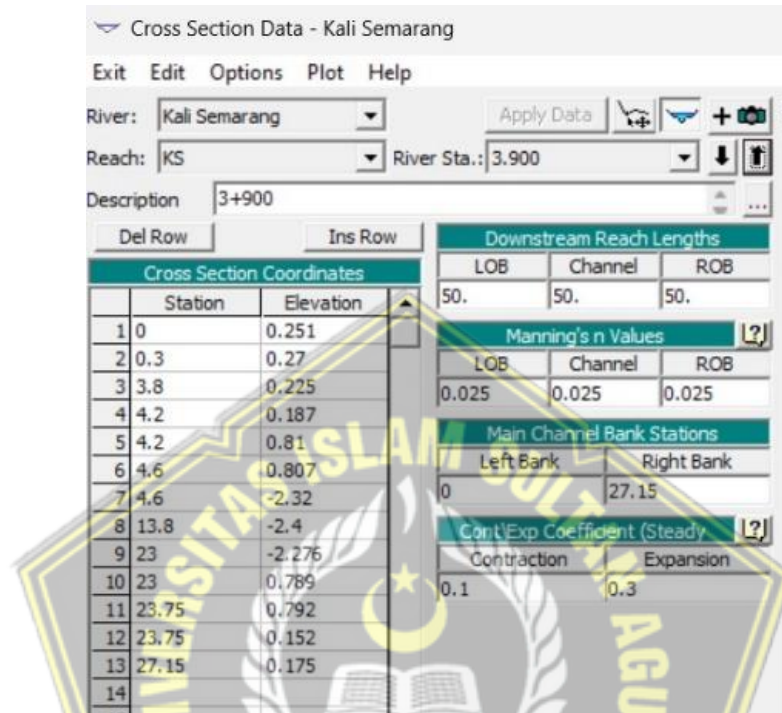 Cross Section Data - Kali Semarang
Exit Edit Options Plot Help
River: Kali Semarang Apply Data
Reach: KS River Sta.: 3.900
Description 3+900 ...
Del Row Ins Row Downstream Reach Lengths
Cross Section Coordinates LOB Channel ROB
Station Elevation 50. 50. 50.
1 0 0.251 Manning's n Values
2 0.3 0.27 LOB Channel ROB
3 3.8 0.225 0.025 0.025 0.025
4 4.2 0.187 Main Channel Bank Stations
5 4.2 0.81 Left Bank Right Bank
6 4.6 0.807 0 27.15
7 4.6 -2.32
8 13.8 -2.4 Cont\Exp Coefficient (Steady
9 23 -2.276 Contraction Expansion
10 23 0.789 0.1 0.3
11 23.75 0.792
12 23.75 0.152
13 27.15 0.175
14
ISLAM SULTAN AGU